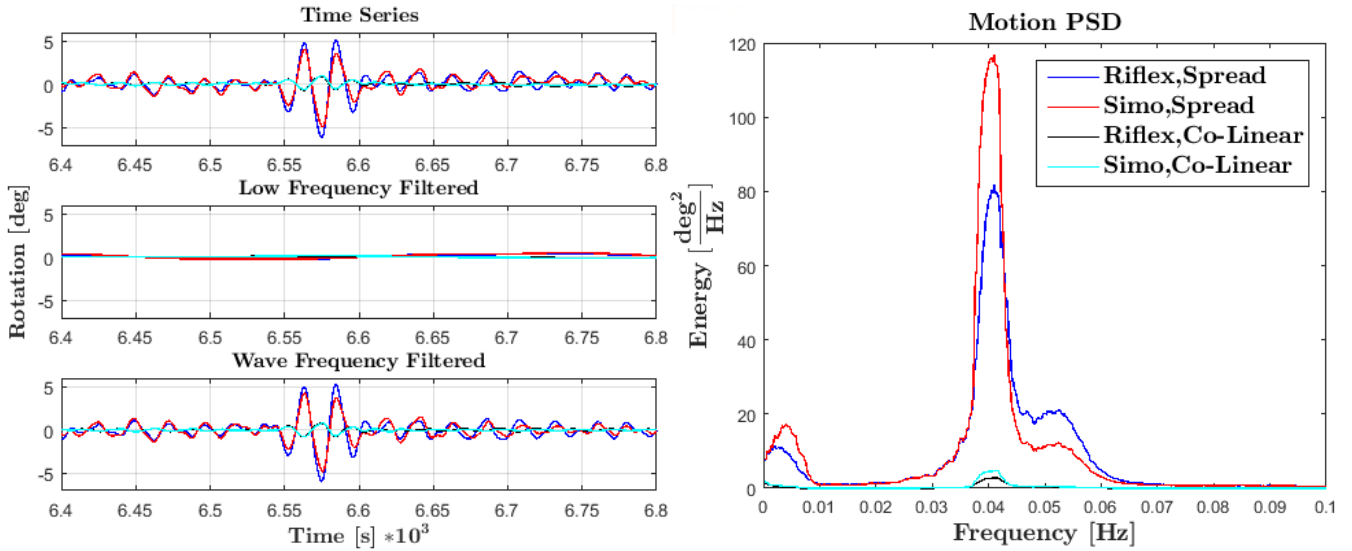 Time Series
5
0
-5
6.4 6.45 6.5 6.55 6.6 6.65 6.7 6.75 6.8
Low Frequency Filtered
5
0
-5
6.4 6.45 6.5 6.55 6.6 6.65 6.7 6.75 6.8
Wave Frequency Filtered
5
0
-5
6.4 6.45 6.5 6.55 6.6 6.65 6.7 6.75 6.8
Rotation [deg]
Time [s] *10^3
Motion PSD
120
100
80
60
40
20
0
0 0.01 0.02 0.03 0.04 0.05 0.06 0.07 0.08 0.09 0.1
Energy [deg^2/Hz]
Frequency [Hz]
Riflex,Spread
Simo,Spread
Riflex,Co-Linear
Simo,Co-Linear